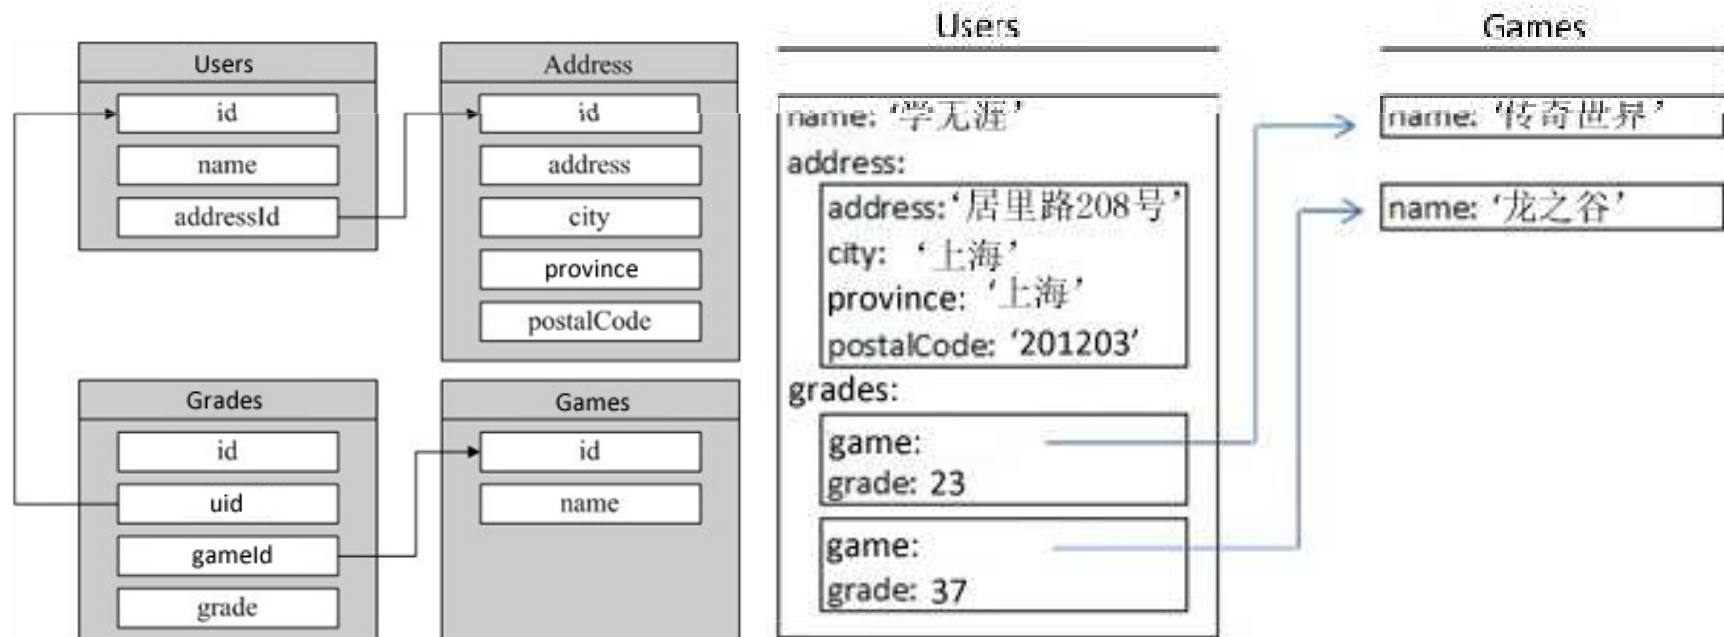 Users
id
name
addressId
Address
id
address
city
province
postalCode
Grades
id
uid
gameId
grade
Games
id
name
Users
name: ‘学无涯’
address:
address:‘居里路208号’
city: ‘上海’
province: ‘上海’
postalCode: ‘201203’
grades:
game:
grade: 23
game:
grade: 37
Games
name: ‘传奇世界’
name: ‘龙之谷’